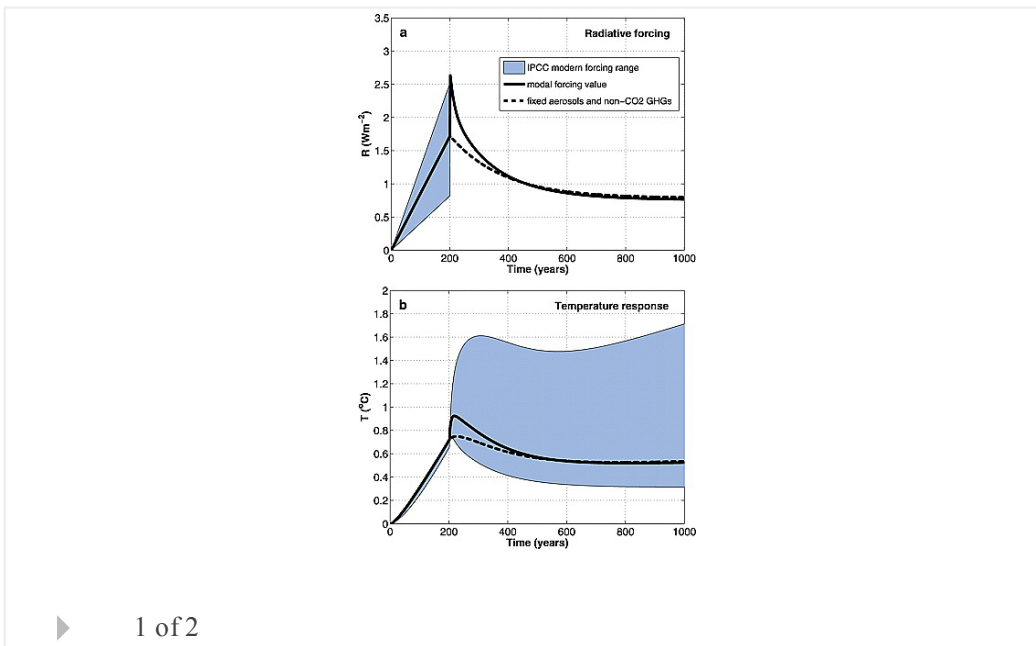 3.5
a
Radiative forcing
3
IPCC modern forcing range
modal forcing value
fixed aerosols and non-CO2 GHGs
2.5
2
R (Wm⁻²)
1.5
1
0.5
0
0 200 400 600 800 1000
Time (years)
2
b
Temperature response
1.8
1.6
1.4
1.2
T (°C)
1
0.8
0.6
0.4
0.2
0
0 200 400 600 800 1000
Time (years)
1 of 2